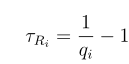 τ_{R_i} = \frac{1}{q_i} - 1